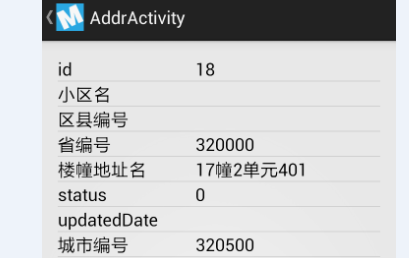 AddrActivity
id 18
小区名
区县编号
省编号 320000
楼幢地址名 17幢2单元401
status 0
updatedDate
城市编号 320500